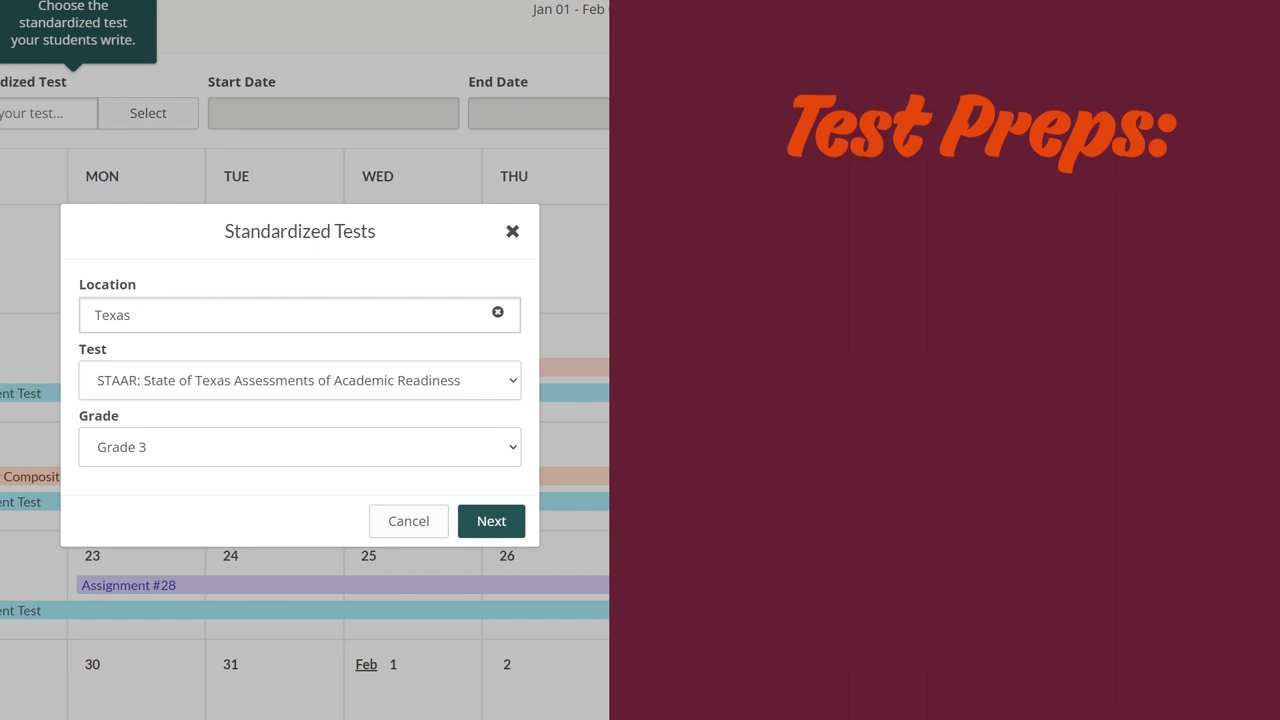 Choose the
standardized test
your students write.
Jan 01 - Feb
dized Test
Start Date
End Date
your test...
Select
MON
TUE
WED
THU
Standardized Tests
Location
Texas
Test
STAAR: State of Texas Assessments of Academic Readiness
Grade
Grade 3
Cancel
Next
ent Test
Composit
ent Test
23
24
25
26
Assignment #28
ent Test
30
31
Feb 1
2
Test Preps: